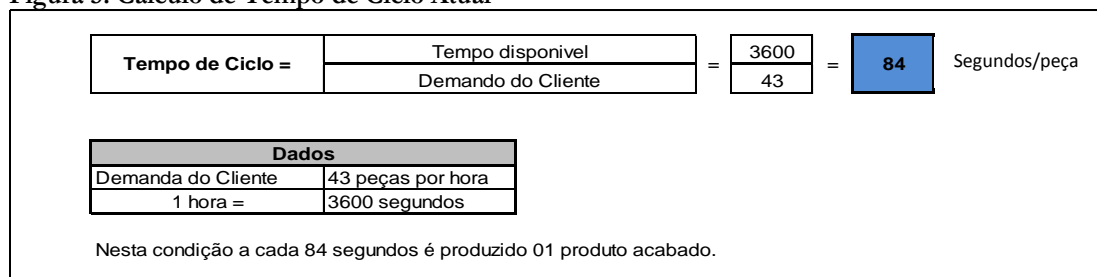 Figura 5. Cálculo de Tempo de Ciclo Atual
Tempo de Ciclo = Tempo disponivel = 3600 = 84 Segundos/peça
Demando do Cliente 43
Dados
Demanda do Cliente 43 peças por hora
1 hora = 3600 segundos
Nesta condição a cada 84 segundos é produzido 01 produto acabado.